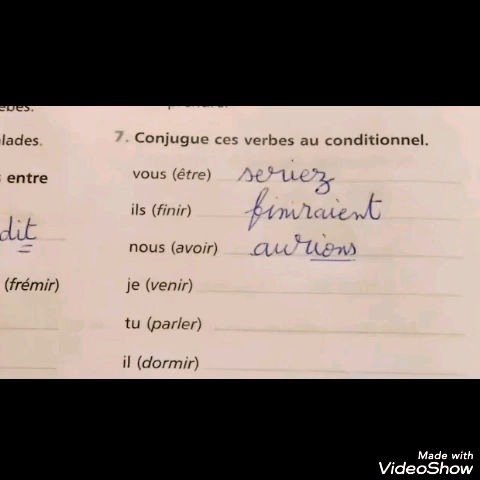 lades.
7. Conjugue ces verbes au conditionnel.
entre
vous (être) seriez
ils (finir) finiraient
dit
nous (avoir) aurions
(frémir)
je (venir)
tu (parler)
il (dormir)
Made with
VideoShow